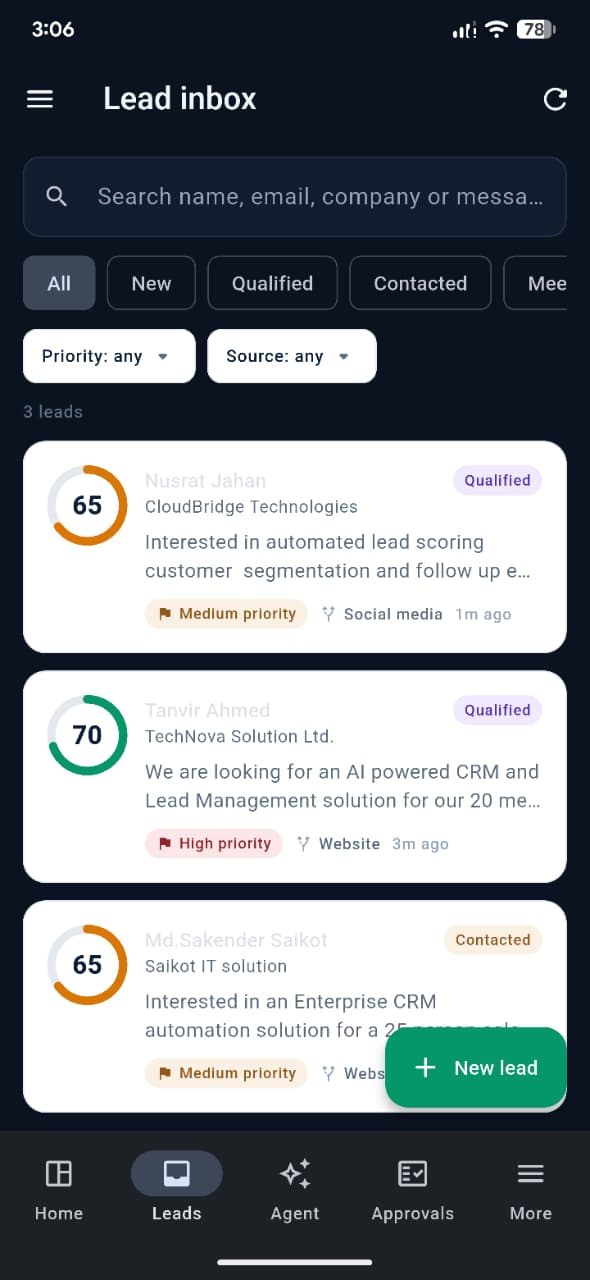 3:06
78
Lead inbox
Search name, email, company or messa...
All New Qualified Contacted Mee
Priority: any Source: any
3 leads
65
Nusrat Jahan Qualified
CloudBridge Technologies
Interested in automated lead scoring
customer  segmentation and follow up e...
Medium priority Social media 1m ago
70
Tanvir Ahmed Qualified
TechNova Solution Ltd.
We are looking for an AI powered CRM and
Lead Management solution for our 20 me...
High priority Website 3m ago
65
Md.Sakender Saikot Contacted
Saikot IT solution
Interested in an Enterprise CRM
automation solution for a 25
Medium priority Webs
+ New lead
Home Leads Agent Approvals More